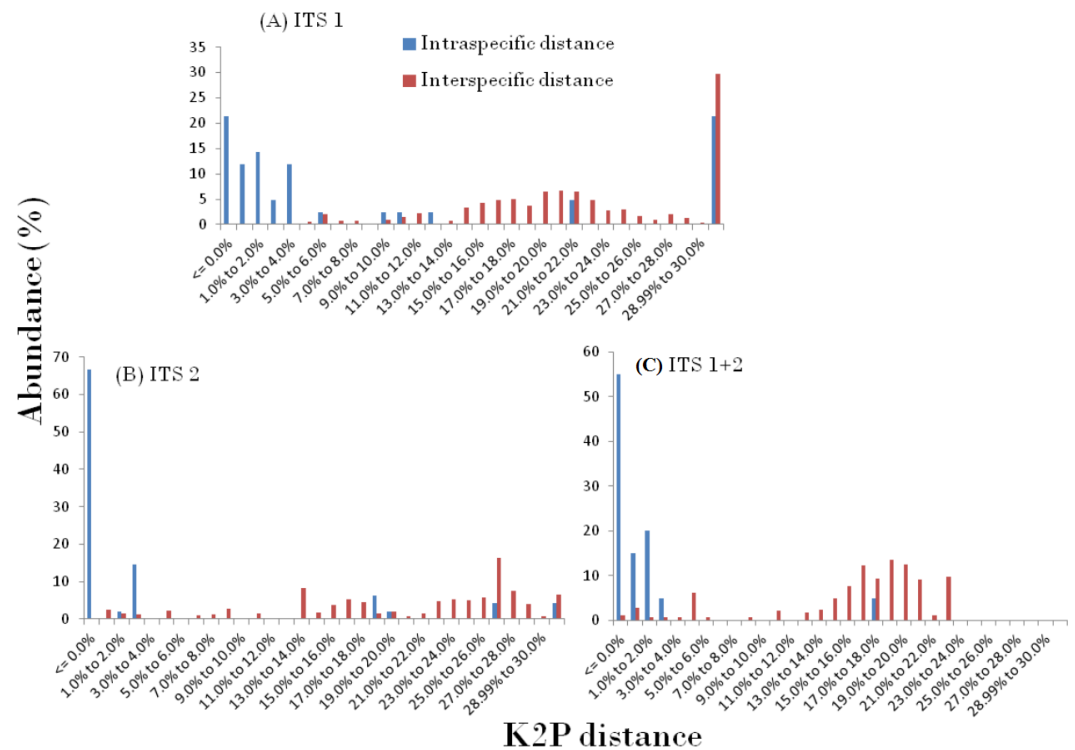 (A) ITS 1
Intraspecific distance
Interspecific distance
35
30
25
20
15
10
5
0
<= 0.0%
1.0% to 2.0%
3.0% to 4.0%
5.0% to 6.0%
7.0% to 8.0%
9.0% to 10.0%
11.0% to 12.0%
13.0% to 14.0%
15.0% to 16.0%
17.0% to 18.0%
19.0% to 20.0%
21.0% to 22.0%
23.0% to 24.0%
25.0% to 26.0%
27.0% to 28.0%
28.99% to 30.0%
Abundance (%)
(B) ITS 2
70
60
50
40
30
20
10
0
<= 0.0%
1.0% to 2.0%
3.0% to 4.0%
5.0% to 6.0%
7.0% to 8.0%
9.0% to 10.0%
11.0% to 12.0%
13.0% to 14.0%
15.0% to 16.0%
17.0% to 18.0%
19.0% to 20.0%
21.0% to 22.0%
23.0% to 24.0%
25.0% to 26.0%
27.0% to 28.0%
28.99% to 30.0%
(C) ITS 1+2
60
50
40
30
20
10
0
<= 0.0%
1.0% to 2.0%
3.0% to 4.0%
5.0% to 6.0%
7.0% to 8.0%
9.0% to 10.0%
11.0% to 12.0%
13.0% to 14.0%
15.0% to 16.0%
17.0% to 18.0%
19.0% to 20.0%
21.0% to 22.0%
23.0% to 24.0%
25.0% to 26.0%
27.0% to 28.0%
28.99% to 30.0%
K2P distance